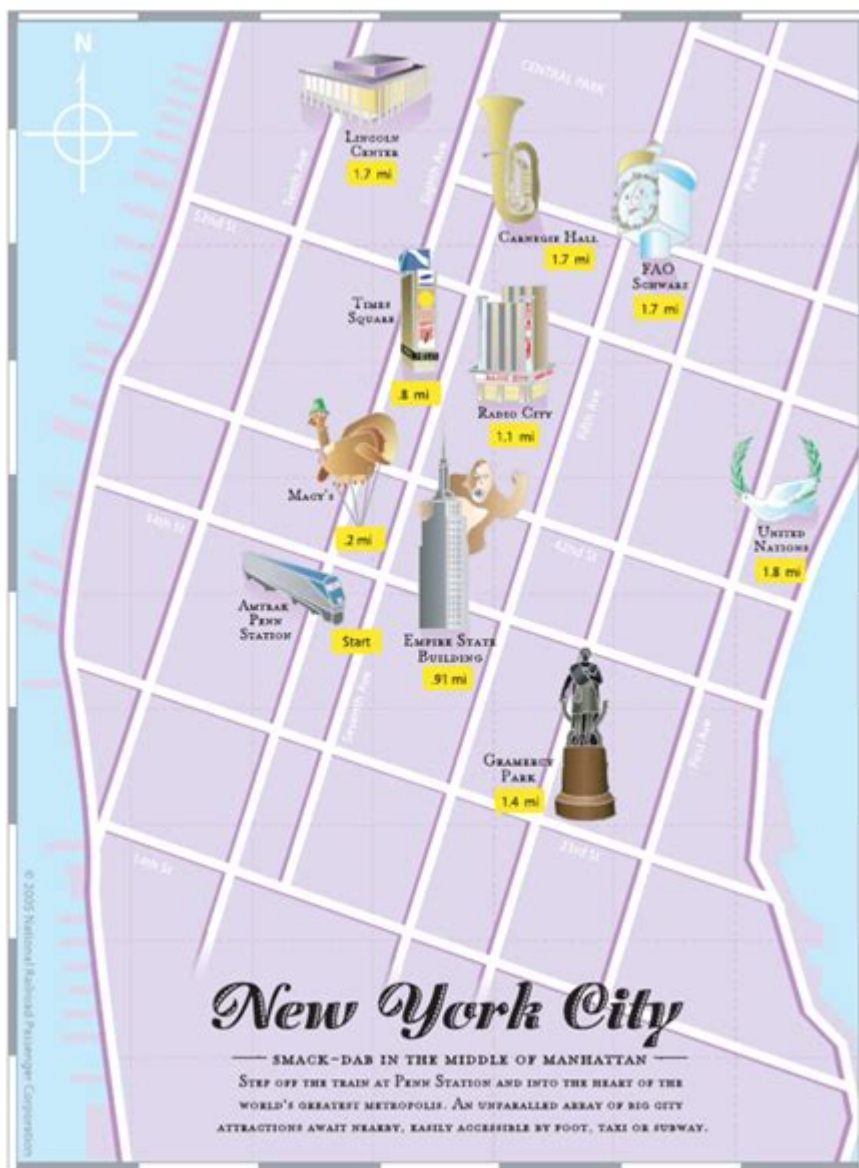 N
CENTRAL PARK
LINCOLN
CENTER
1.7 mi
Tenth Ave
Eighth Ave
Park Ave
52nd St
CARNEGIE HALL
1.7 mi
FAO
SCHWARZ
1.7 mi
TIMES
SQUARE
.8 mi
RADIO CITY
RADIO CITY
1.1 mi
Fifth Ave
MACY'S
.2 mi
34th St
42nd St
UNITED
NATIONS
1.8 mi
AMTRAK
PENN
STATION
Start
EMPIRE STATE
BUILDING
.91 mi
Seventh Ave
First Ave
GRAMERCY
PARK
1.4 mi
23rd St
14th St
© 2005 National Railroad Passenger Corporation
New York City
SMACK-DAB IN THE MIDDLE OF MANHATTAN
STEP OFF THE TRAIN AT PENN STATION AND INTO THE HEART OF THE
WORLD'S GREATEST METROPOLIS. AN UNPARALLED ARRAY OF BIG CITY
ATTRACTIONS AWAIT NEARBY, EASILY ACCESSIBLE BY FOOT, TAXI OR SUBWAY.